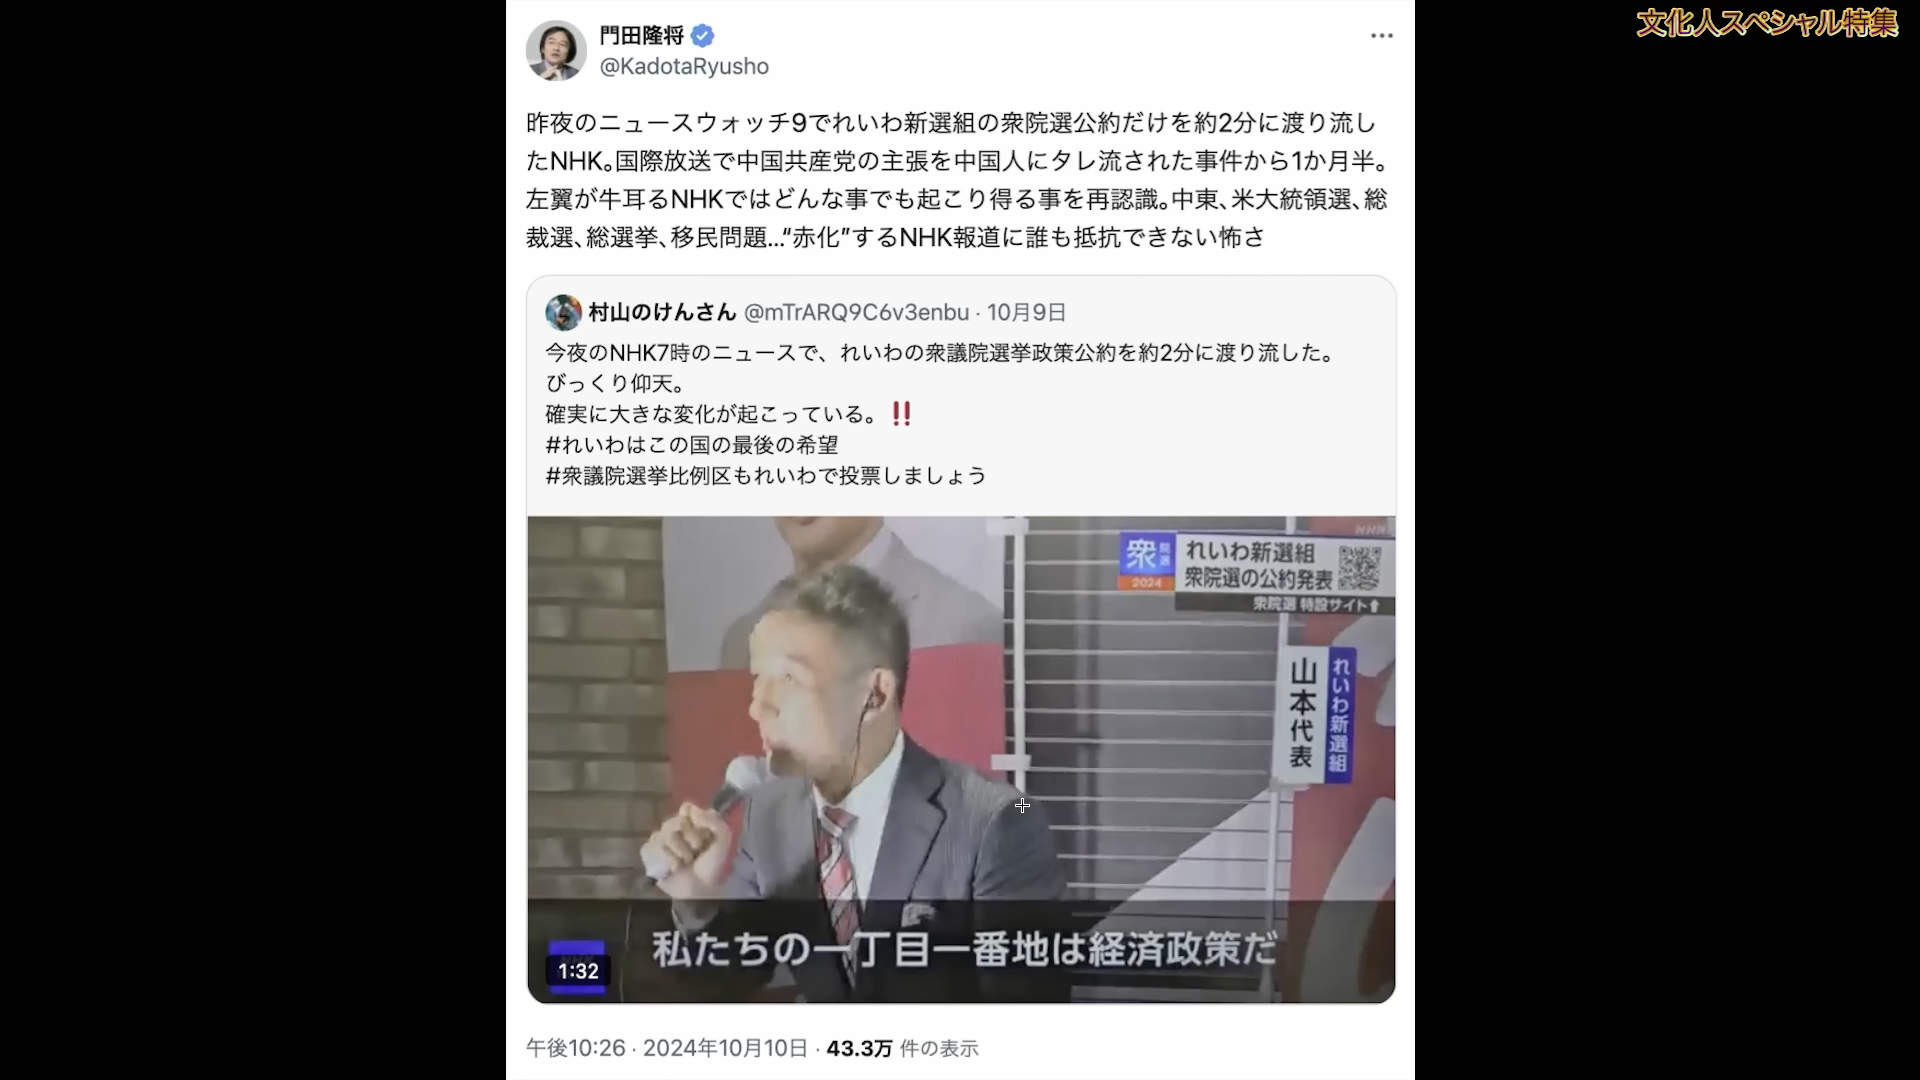 文化人スペシャル特集
門田隆将
@KadotaRyusho
昨夜のニュースウォッチ9でれいわ新選組の衆院選公約だけを約2分に渡り流し
たNHK。国際放送で中国共産党の主張を中国人にタレ流された事件から1か月半。
左翼が牛耳るNHKではどんな事でも起こり得る事を再認識。中東、米大統領選、総
裁選、総選挙、移民問題…“赤化”するNHK報道に誰も抵抗できない怖さ
村山のけんさん @mTrARQ9C6v3enbu · 10月9日
今夜のNHK7時のニュースで、れいわの衆議院選挙政策公約を約2分に渡り流した。
びっくり仰天。
確実に大きな変化が起こっている。‼️
#れいわはこの国の最後の希望
#衆議院選挙比例区もれいわで投票しましょう
NHK
衆院選
2024
れいわ新選組
衆院選の公約発表
衆院選 特設サイト⬆
れいわ新選組
山本代表
私たちの一丁目一番地は経済政策だ
1:32
午後10:26 · 2024年10月10日 · 43.3万 件の表示